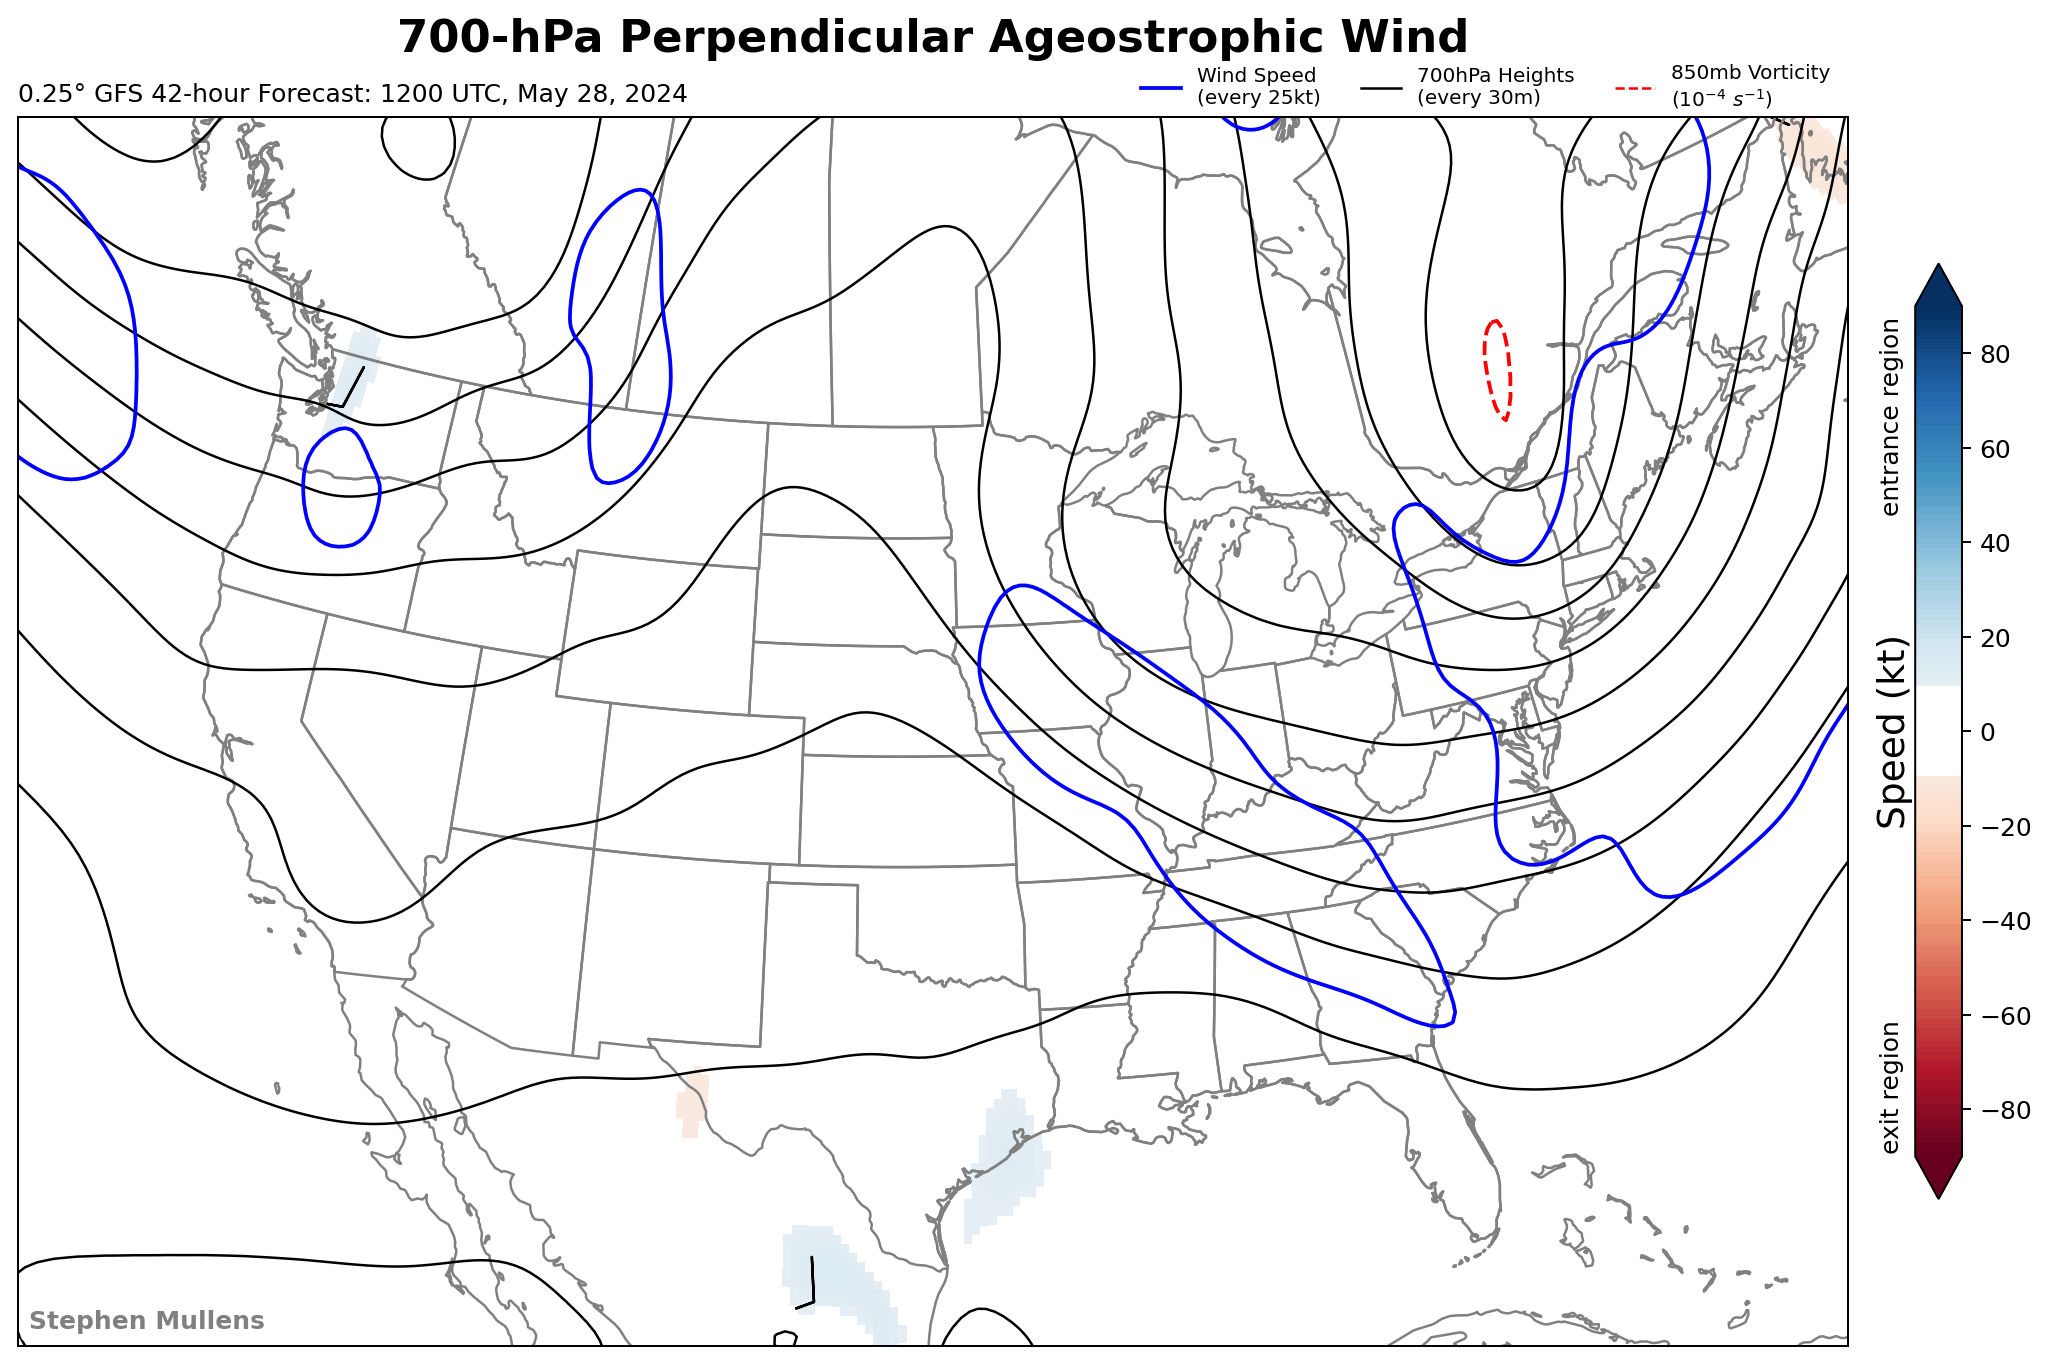 700-hPa Perpendicular Ageostrophic Wind
0.25° GFS 42-hour Forecast: 1200 UTC, May 28, 2024
Wind Speed
(every 25kt)
700hPa Heights
(every 30m)
850mb Vorticity
(10⁻⁴ s⁻¹)
entrance region
Speed (kt)
exit region
80
60
40
20
0
−20
−40
−60
−80
Stephen Mullens